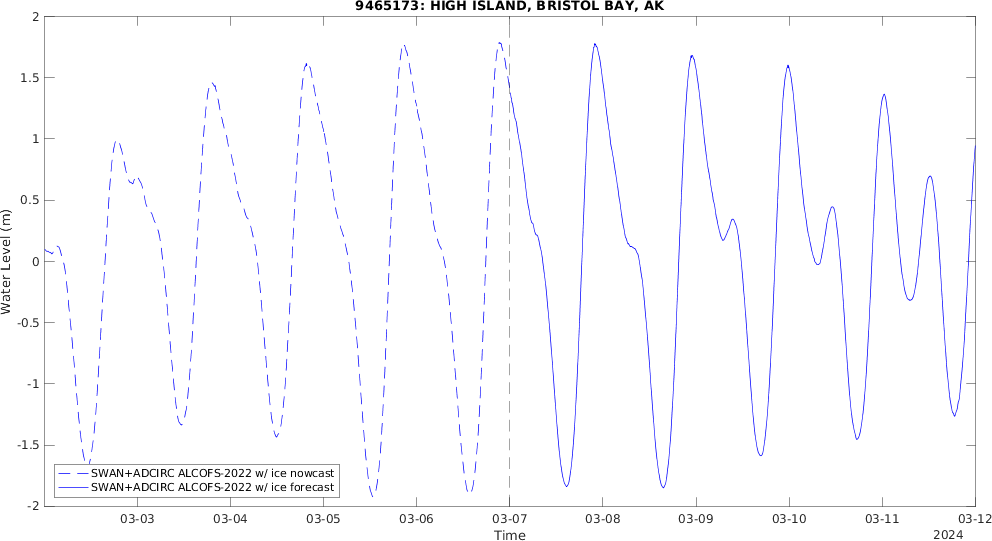 9465173: HIGH ISLAND, BRISTOL BAY, AK
2
1.5
1
0.5
0
-0.5
-1
-1.5
-2
Water Level (m)
SWAN+ADCIRC ALCOFS-2022 w/ ice nowcast
SWAN+ADCIRC ALCOFS-2022 w/ ice forecast
03-03 03-04 03-05 03-06 03-07 03-08 03-09 03-10 03-11 03-12
Time
2024